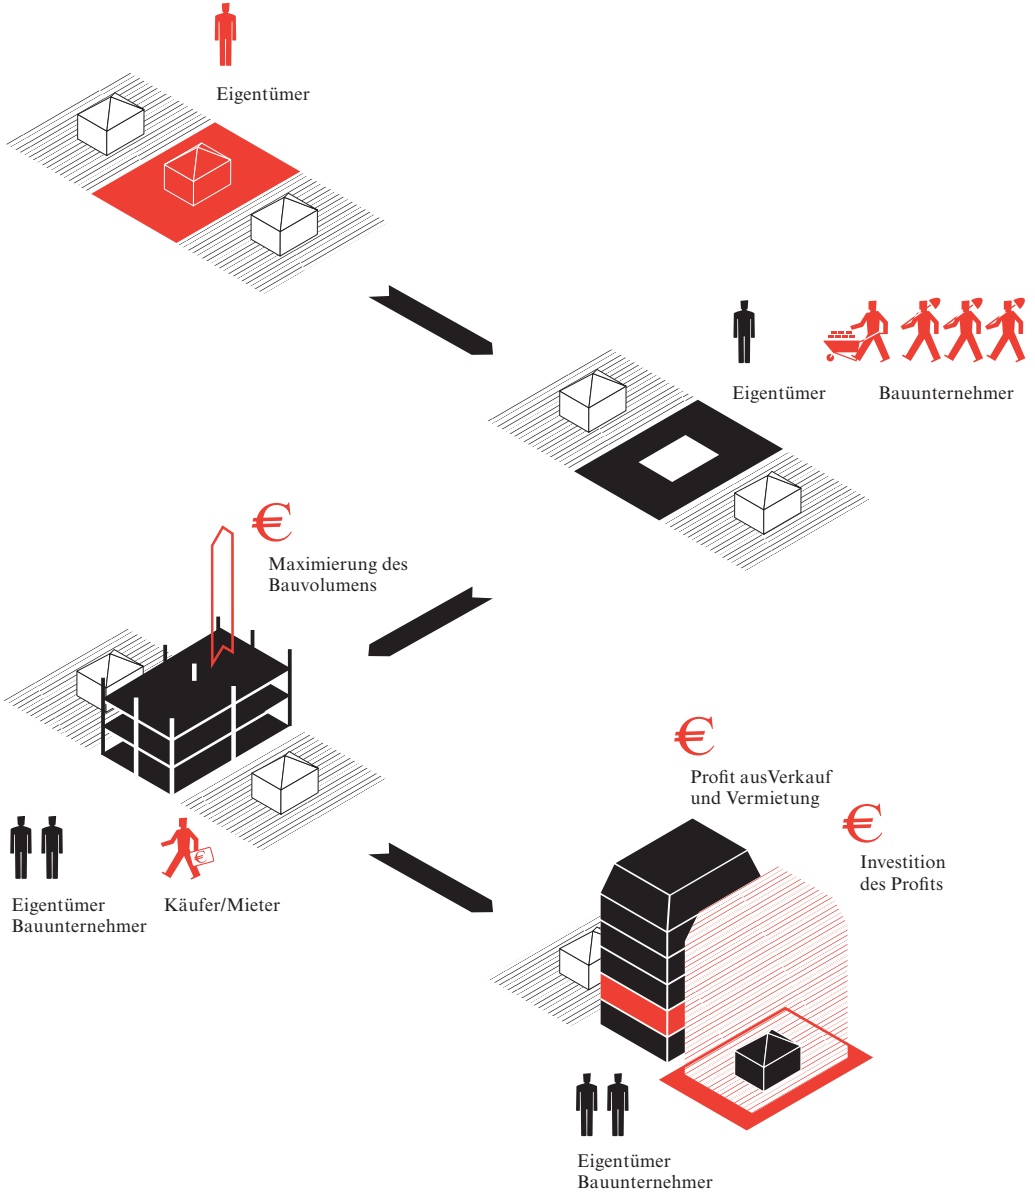 Eigentümer
Eigentümer
Bauunternehmer
€
Maximierung des
Bauvolumens
€
Profit ausVerkauf
und Vermietung
€
Investition
des Profits
€
Eigentümer
Bauunternehmer
Käufer/Mieter
Eigentümer
Bauunternehmer